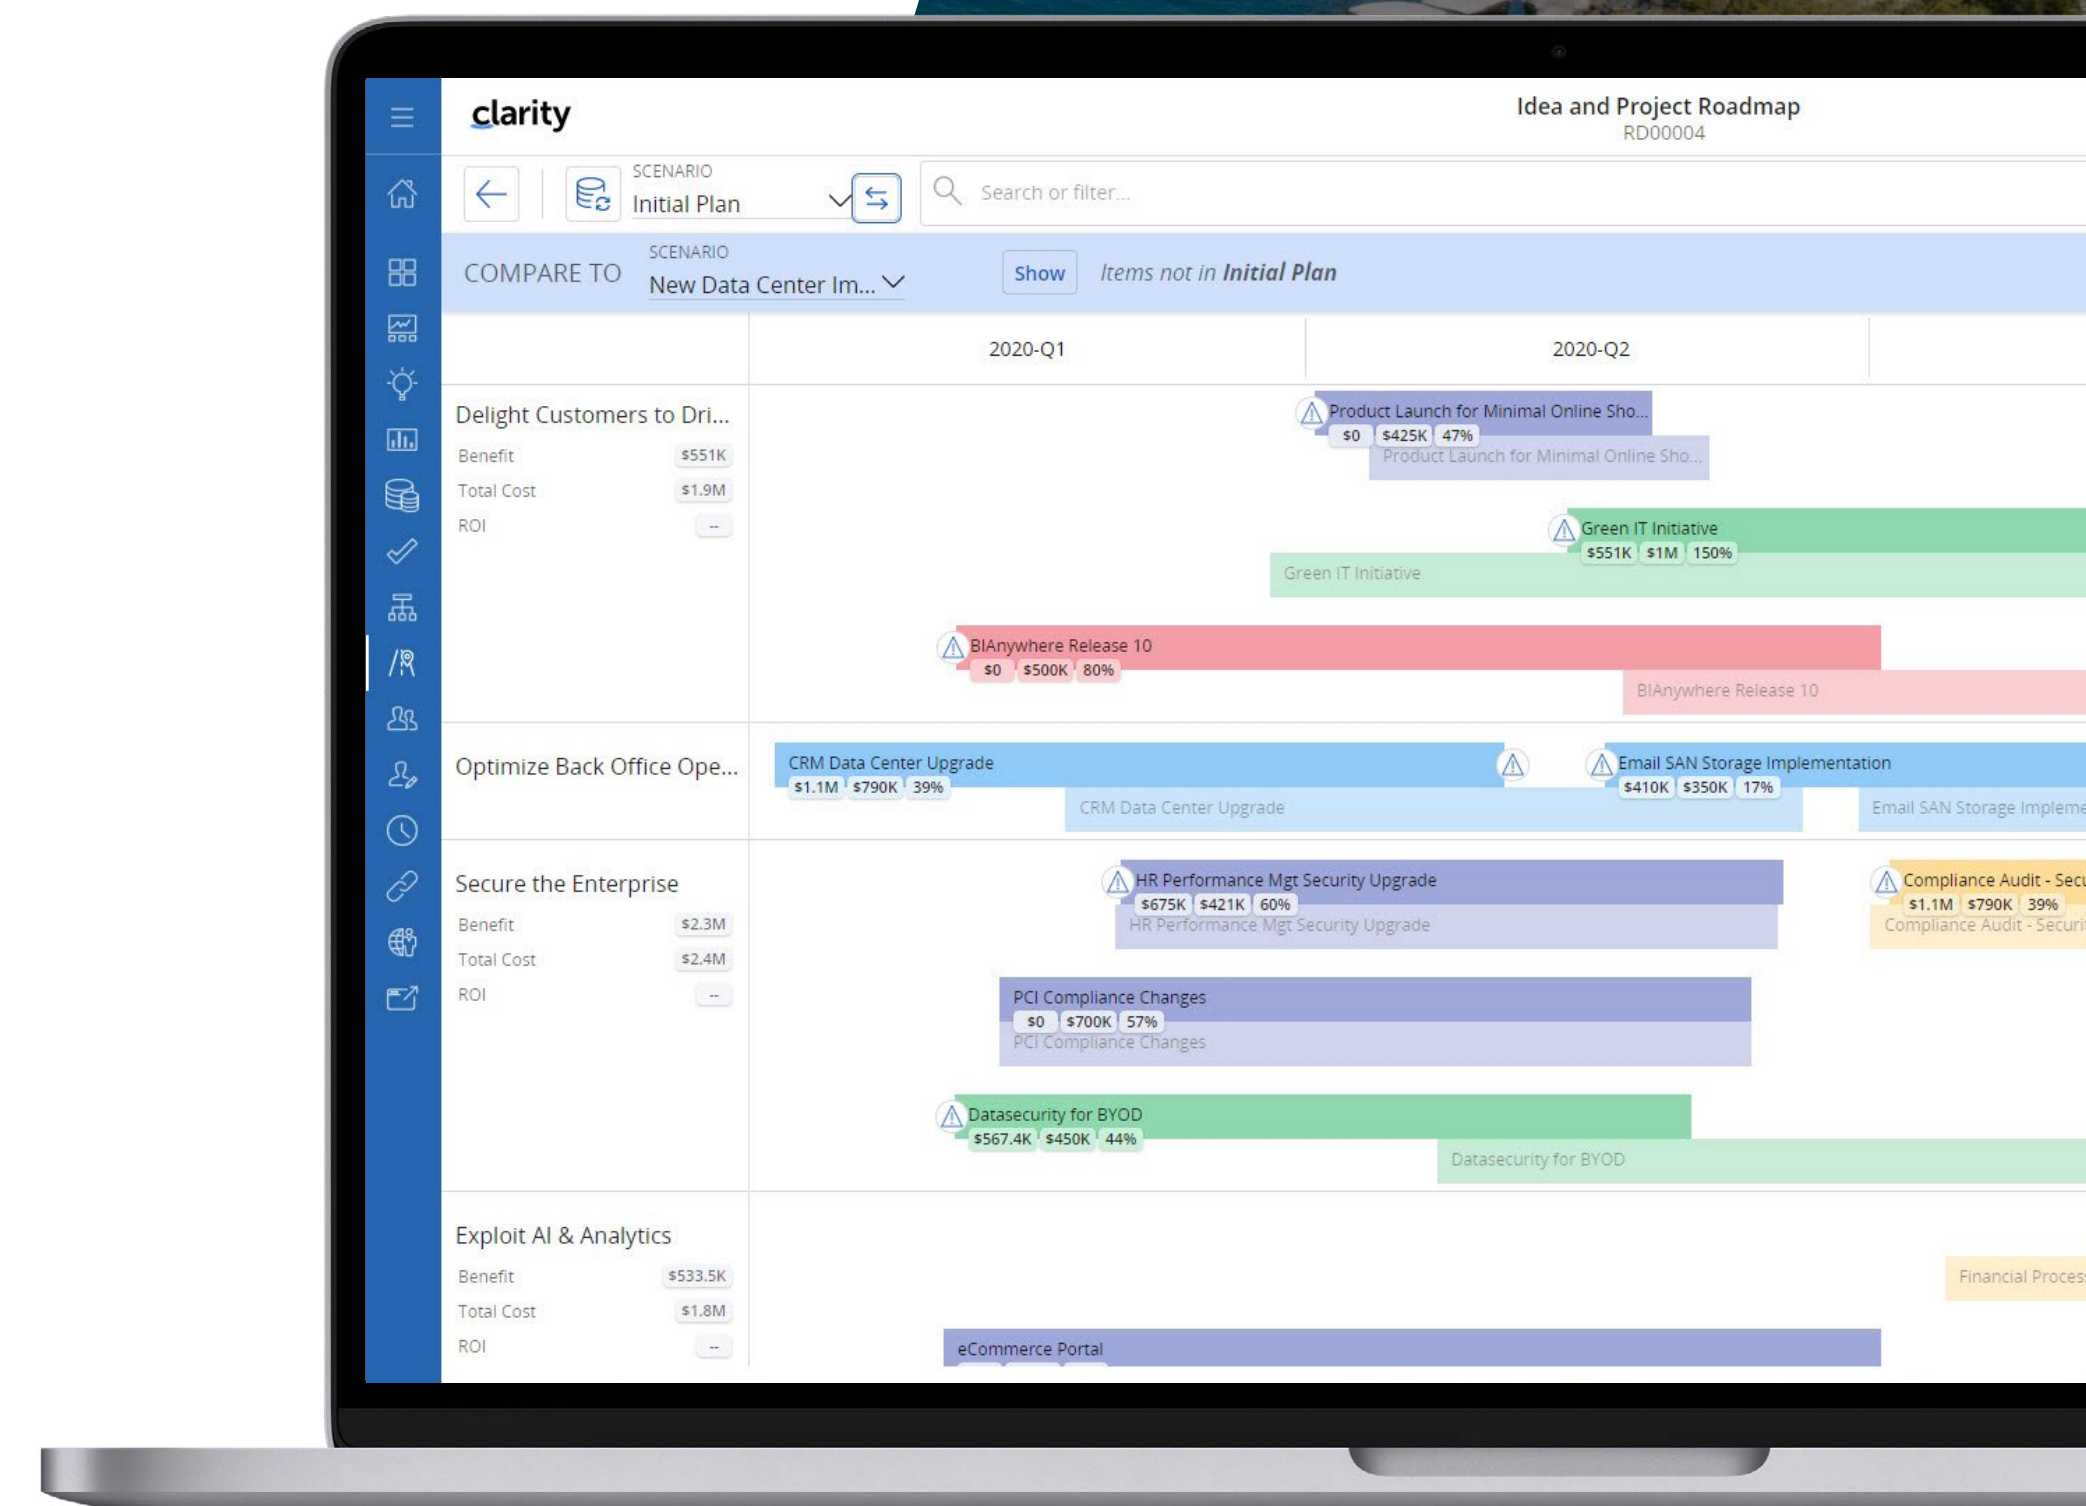 clarity
Idea and Project Roadmap
RD00004
SCENARIO
Initial Plan
Search or filter...
COMPARE TO
SCENARIO
New Data Center Im...
Show
Items not in Initial Plan
2020-Q1
2020-Q2
Delight Customers to Dri...
Benefit $551K
Total Cost $1.9M
ROI --
Product Launch for Minimal Online Sho...
$0 $425K 47%
Product Launch for Minimal Online Sho...
Green IT Initiative
$551K $1M 150%
Green IT Initiative
BIAnywhere Release 10
$0 $500K 80%
BIAnywhere Release 10
Optimize Back Office Ope...
CRM Data Center Upgrade
$1.1M $790K 39%
CRM Data Center Upgrade
Email SAN Storage Implementation
$410K $350K 17%
Email SAN Storage Impleme
Secure the Enterprise
Benefit $2.3M
Total Cost $2.4M
ROI --
HR Performance Mgt Security Upgrade
$675K $421K 60%
HR Performance Mgt Security Upgrade
Compliance Audit - Secu
$1.1M $790K 39%
Compliance Audit - Securit
PCI Compliance Changes
$0 $700K 57%
PCI Compliance Changes
Datasecurity for BYOD
$567.4K $450K 44%
Datasecurity for BYOD
Exploit AI & Analytics
Benefit $533.5K
Total Cost $1.8M
ROI --
Financial Process
eCommerce Portal